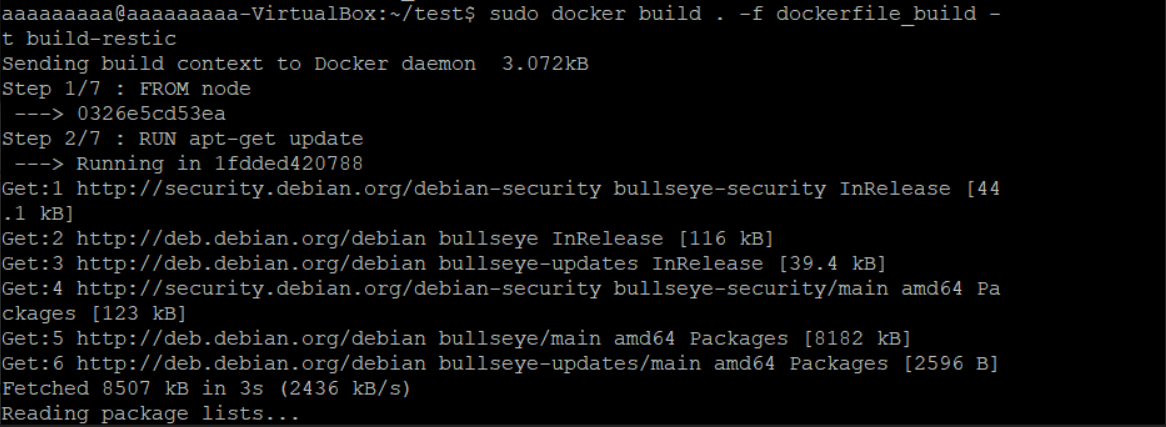 aaaaaaaaa@aaaaaaaaa-VirtualBox:~/test$ sudo docker build . -f dockerfile_build -
t build-restic
Sending build context to Docker daemon  3.072kB
Step 1/7 : FROM node
 ---> 0326e5cd53ea
Step 2/7 : RUN apt-get update
 ---> Running in 1fdded420788
Get:1 http://security.debian.org/debian-security bullseye-security InRelease [44
.1 kB]
Get:2 http://deb.debian.org/debian bullseye InRelease [116 kB]
Get:3 http://deb.debian.org/debian bullseye-updates InRelease [39.4 kB]
Get:4 http://security.debian.org/debian-security bullseye-security/main amd64 Pa
ckages [123 kB]
Get:5 http://deb.debian.org/debian bullseye/main amd64 Packages [8182 kB]
Get:6 http://deb.debian.org/debian bullseye-updates/main amd64 Packages [2596 B]
Fetched 8507 kB in 3s (2436 kB/s)
Reading package lists...